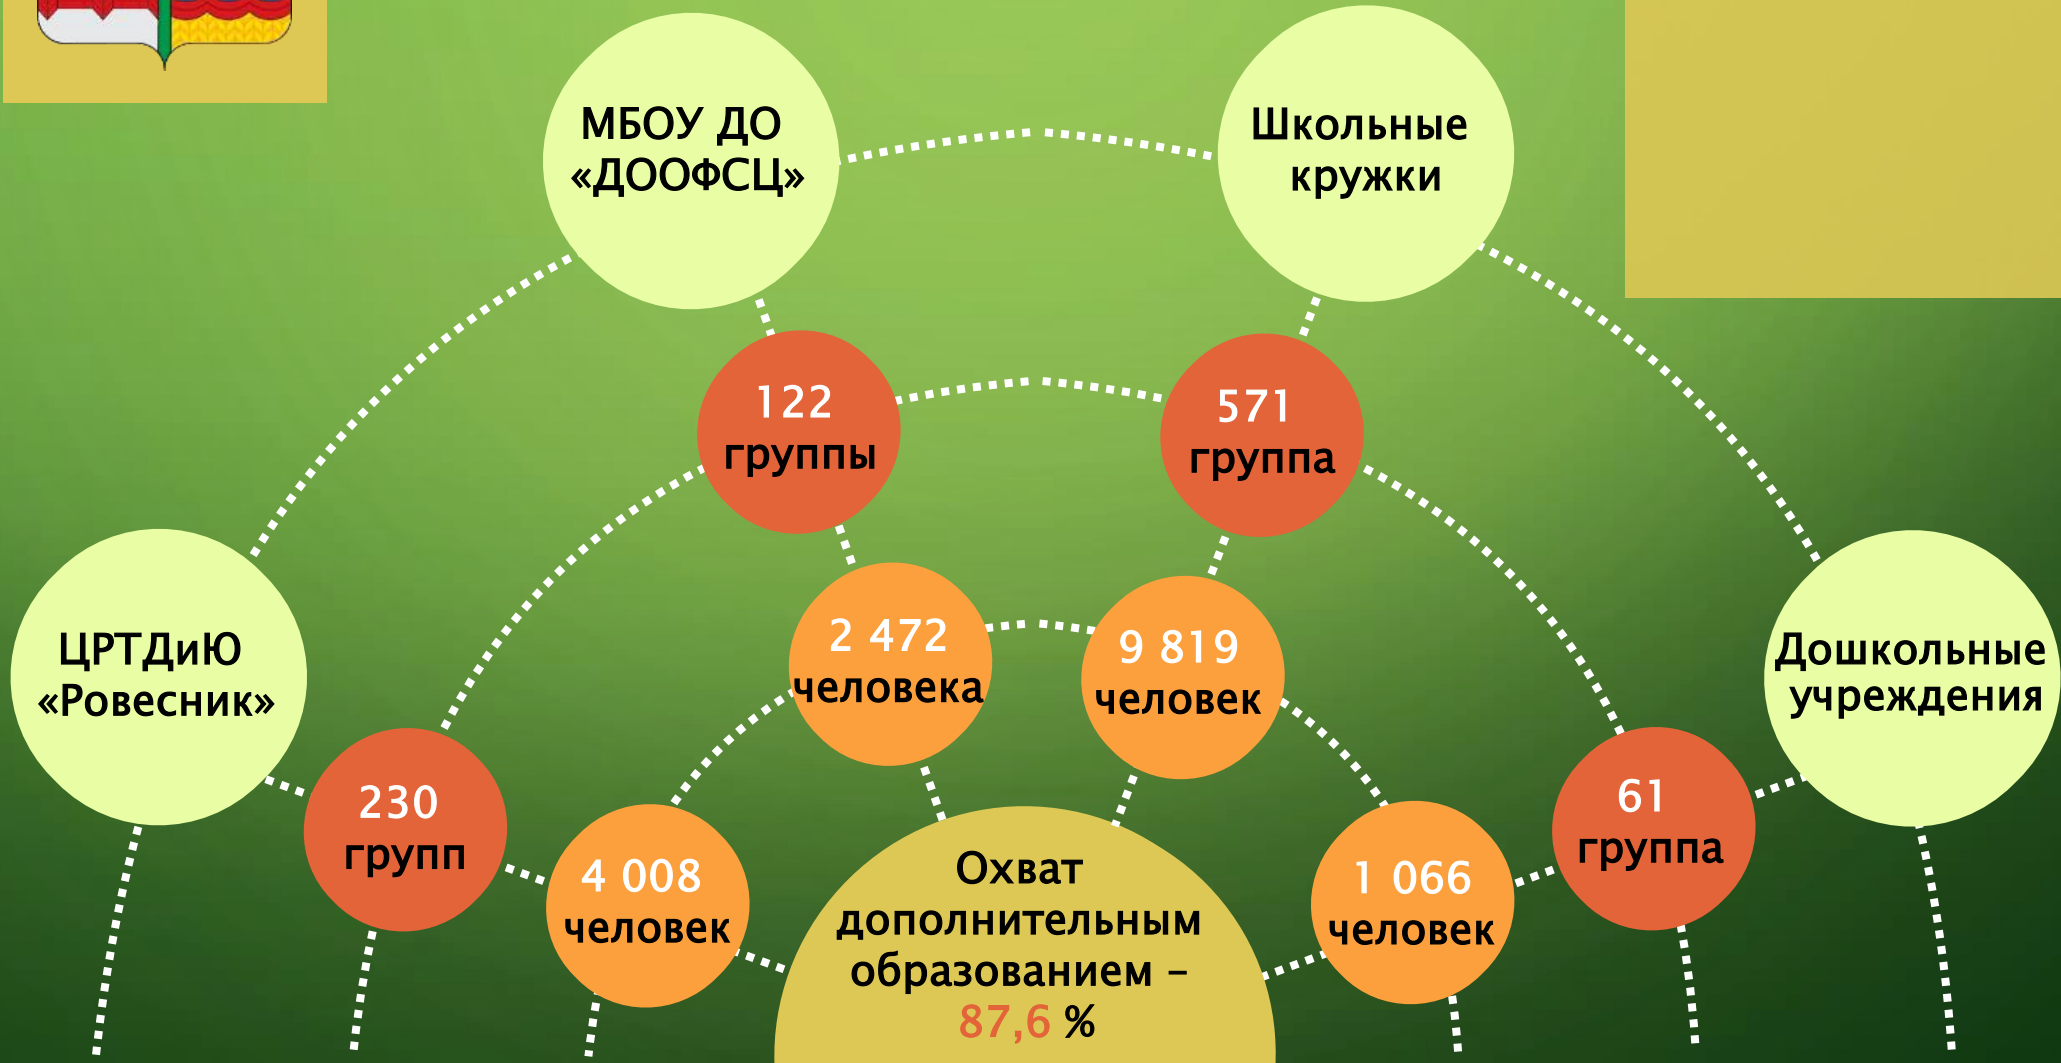 МБОУ ДО
«ДООФСЦ»
Школьные
кружки
122
группы
571
группа
2 472
человека
9 819
человек
ЦРТДиЮ
«Ровесник»
Дошкольные
учреждения
230
групп
61
группа
4 008
человек
1 066
человек
Охват
дополнительным
образованием –
87,6 %